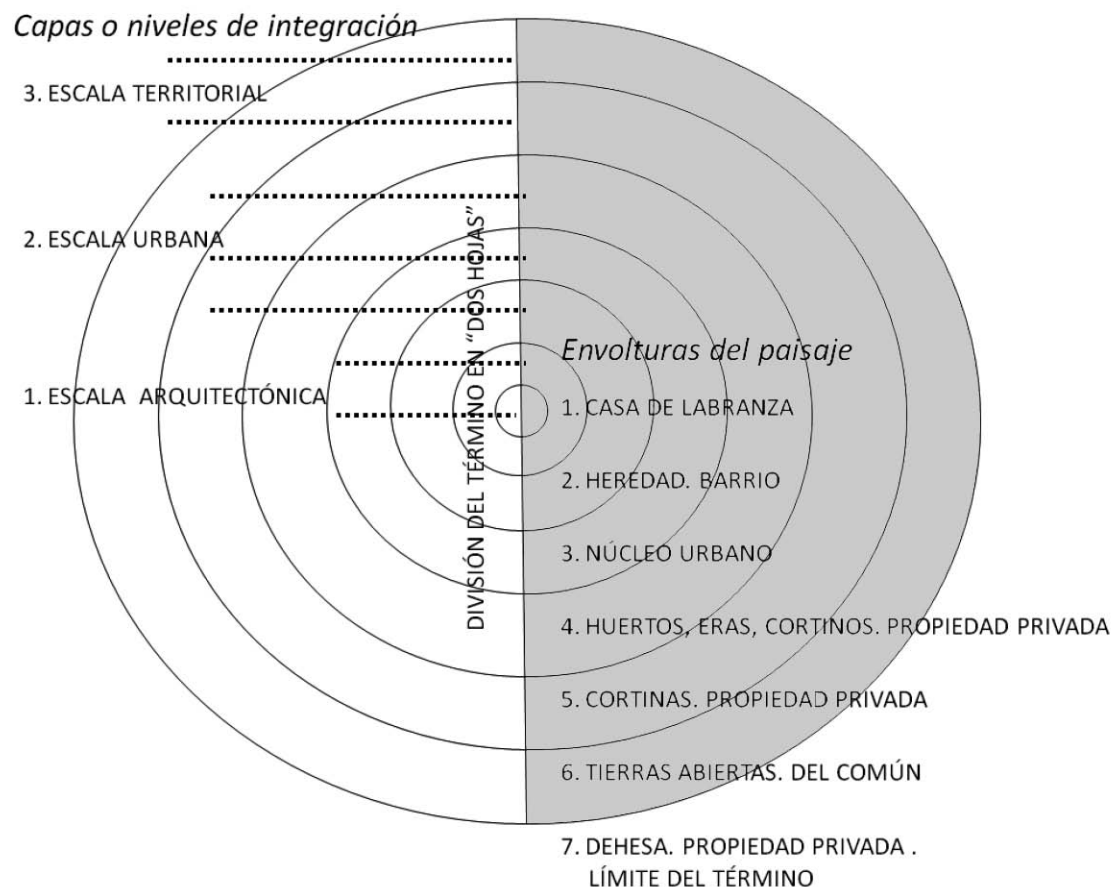 Capas o niveles de integración
3. ESCALA TERRITORIAL
2. ESCALA URBANA
1. ESCALA ARQUITECTÓNICA
DIVISIÓN DEL TÉRMINO EN “DOS HOJAS”
Envolturas del paisaje
1. CASA DE LABRANZA
2. HEREDAD. BARRIO
3. NÚCLEO URBANO
4. HUERTOS, ERAS, CORTINOS. PROPIEDAD PRIVADA
5. CORTINAS. PROPIEDAD PRIVADA
6. TIERRAS ABIERTAS. DEL COMÚN
7. DEHESA. PROPIEDAD PRIVADA .
LÍMITE DEL TÉRMINO